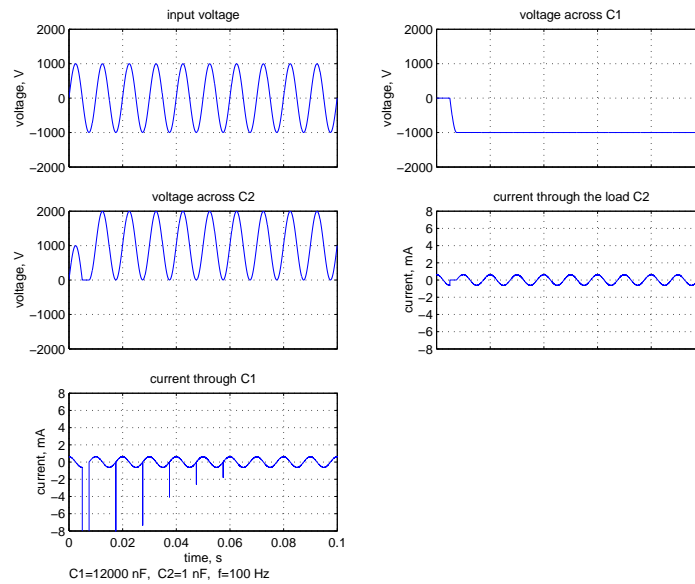 input voltage
voltage, V
2000
1000
0
−1000
−2000
voltage across C1
voltage, V
2000
1000
0
−1000
−2000
voltage across C2
voltage, V
2000
1000
0
−1000
−2000
current through the load C2
current, mA
8
6
4
2
0
−2
−4
−6
−8
current through C1
current, mA
8
6
4
2
0
−2
−4
−6
−8
0 0.02 0.04 0.06 0.08 0.1
time, s
C1=12000 nF, C2=1 nF, f=100 Hz